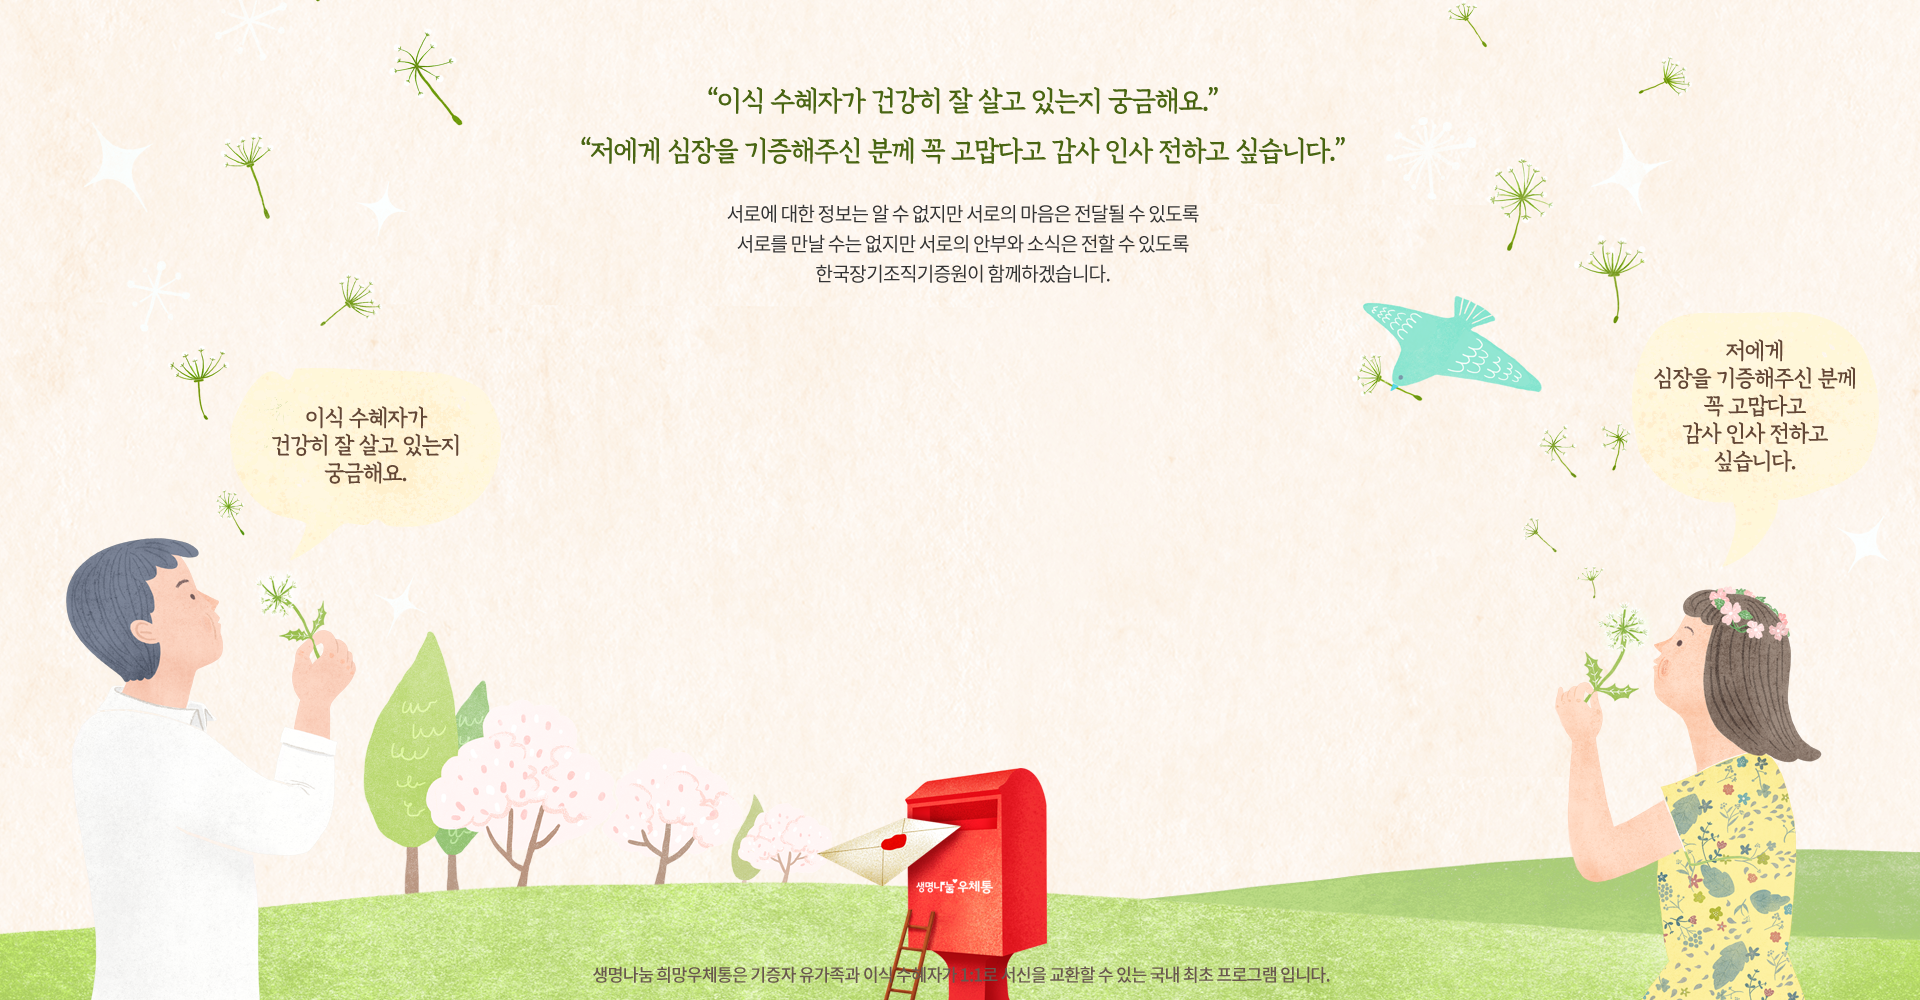 “이식 수혜자가 건강히 잘 살고 있는지 궁금해요.”
“저에게 심장을 기증해주신 분께 꼭 고맙다고 감사 인사 전하고 싶습니다.”
서로에 대한 정보는 알 수 없지만 서로의 마음은 전달될 수 있도록
서로를 만날 수는 없지만 서로의 안부와 소식은 전할 수 있도록
한국장기조직기증원이 함께하겠습니다.
이식 수혜자가
건강히 잘 살고 있는지
궁금해요.
저에게
심장을 기증해주신 분께
꼭 고맙다고
감사 인사 전하고
싶습니다.
생명나눔 우체통
생명나눔 희망우체통은 기증자 유가족과 이식 수혜자가 1:1로 서신을 교환할 수 있는 국내 최초 프로그램 입니다.